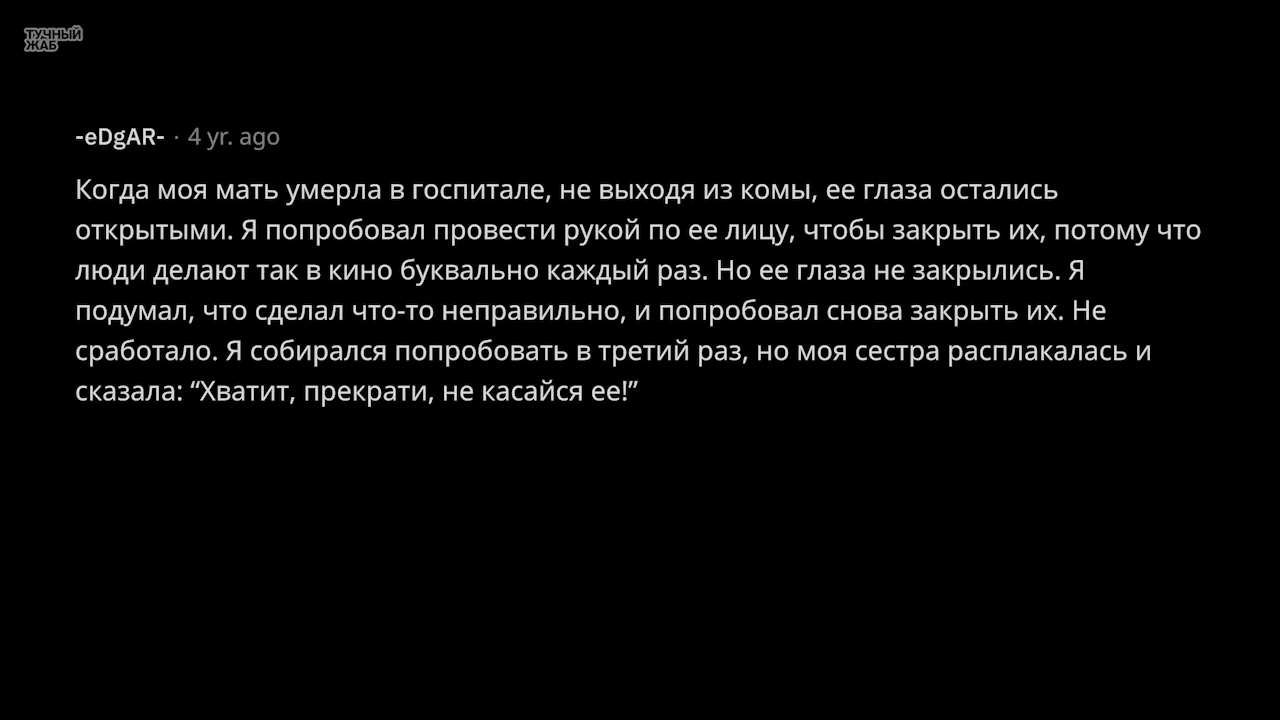 ТУЧНЫЙ
ЖАБ
-eDgAR- · 4 yr. ago
Когда моя мать умерла в госпитале, не выходя из комы, ее глаза остались
открытыми. Я попробовал провести рукой по ее лицу, чтобы закрыть их, потому что
люди делают так в кино буквально каждый раз. Но ее глаза не закрылись. Я
подумал, что сделал что-то неправильно, и попробовал снова закрыть их. Не
сработало. Я собирался попробовать в третий раз, но моя сестра расплакалась и
сказала: “Хватит, прекрати, не касайся ее!”